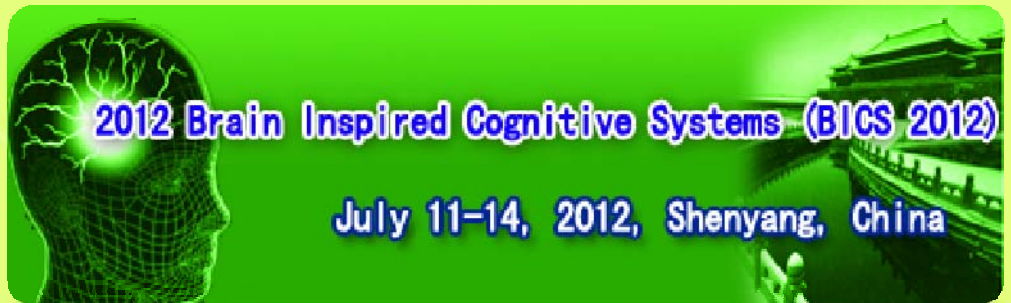 2012 Brain Inspired Cognitive Systems (BICS 2012)
July 11-14, 2012, Shenyang, China